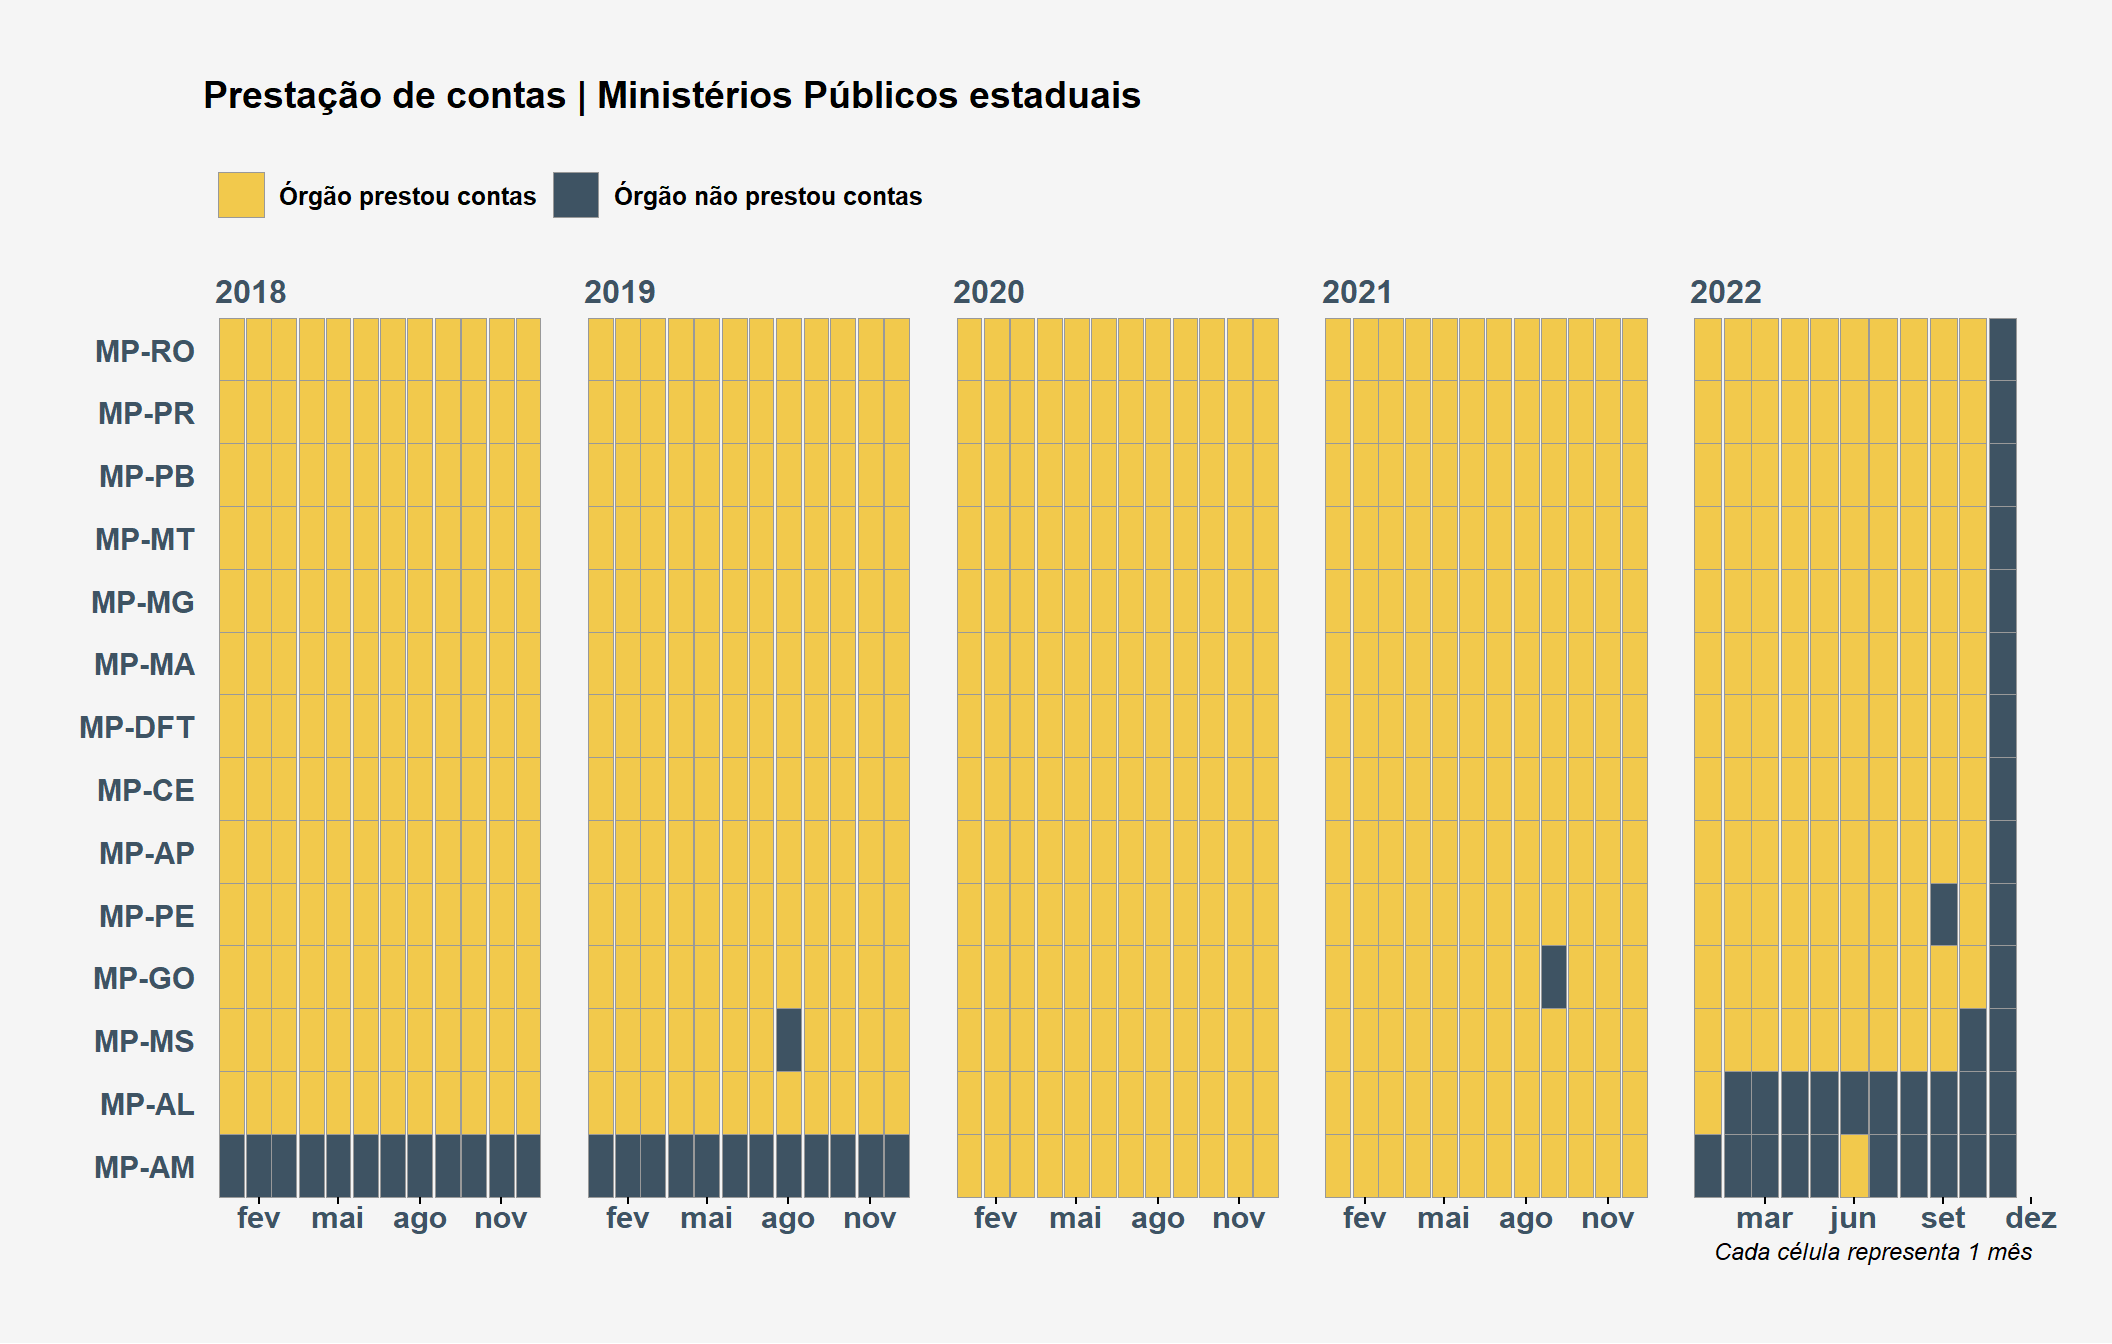 Prestação de contas | Ministérios Públicos estaduais
Órgão prestou contas
Órgão não prestou contas
2018
2019
2020
2021
2022
MP-RO
MP-PR
MP-PB
MP-MT
MP-MG
MP-MA
MP-DFT
MP-CE
MP-AP
MP-PE
MP-GO
MP-MS
MP-AL
MP-AM
fev mai ago nov
fev mai ago nov
fev mai ago nov
fev mai ago nov
mar jun set dez
Cada célula representa 1 mês